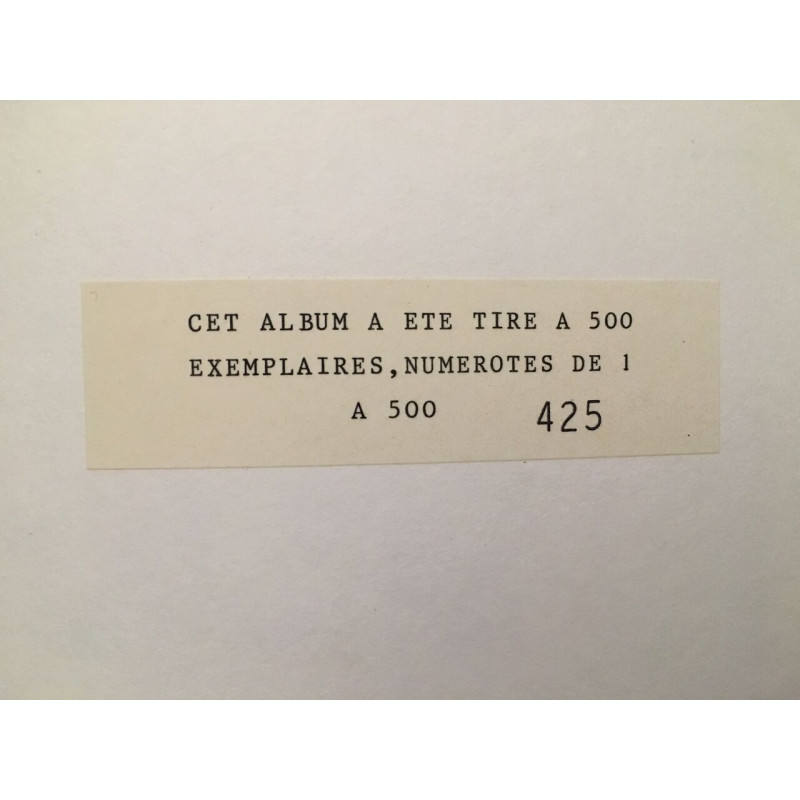 CET ALBUM A ETE TIRE A 500
EXEMPLAIRES,NUMEROTES DE 1
A 500 425